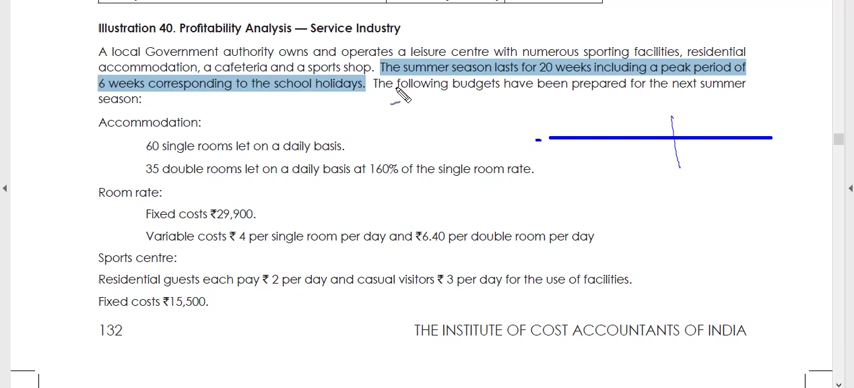 Illustration 40. Profitability Analysis — Service Industry
A local Government authority owns and operates a leisure centre with numerous sporting facilities, residential
accommodation, a cafeteria and a sports shop. The summer season lasts for 20 weeks including a peak period of
6 weeks corresponding to the school holidays. The following budgets have been prepared for the next summer
season:
Accommodation:
60 single rooms let on a daily basis.
35 double rooms let on a daily basis at 160% of the single room rate.
Room rate:
Fixed costs ₹29,900.
Variable costs ₹ 4 per single room per day and ₹6.40 per double room per day
Sports centre:
Residential guests each pay ₹ 2 per day and casual visitors ₹ 3 per day for the use of facilities.
Fixed costs ₹15,500.
132 THE INSTITUTE OF COST ACCOUNTANTS OF INDIA